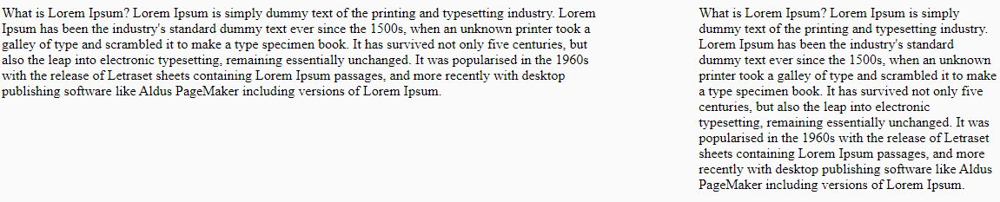 What is Lorem Ipsum? Lorem Ipsum is simply dummy text of the printing and typesetting industry. Lorem
Ipsum has been the industry's standard dummy text ever since the 1500s, when an unknown printer took a
galley of type and scrambled it to make a type specimen book. It has survived not only five centuries, but
also the leap into electronic typesetting, remaining essentially unchanged. It was popularised in the 1960s
with the release of Letraset sheets containing Lorem Ipsum passages, and more recently with desktop
publishing software like Aldus PageMaker including versions of Lorem Ipsum.
What is Lorem Ipsum? Lorem Ipsum is simply
dummy text of the printing and typesetting industry.
Lorem Ipsum has been the industry's standard
dummy text ever since the 1500s, when an unknown
printer took a galley of type and scrambled it to make
a type specimen book. It has survived not only five
centuries, but also the leap into electronic
typesetting, remaining essentially unchanged. It was
popularised in the 1960s with the release of Letraset
sheets containing Lorem Ipsum passages, and more
recently with desktop publishing software like Aldus
PageMaker including versions of Lorem Ipsum.